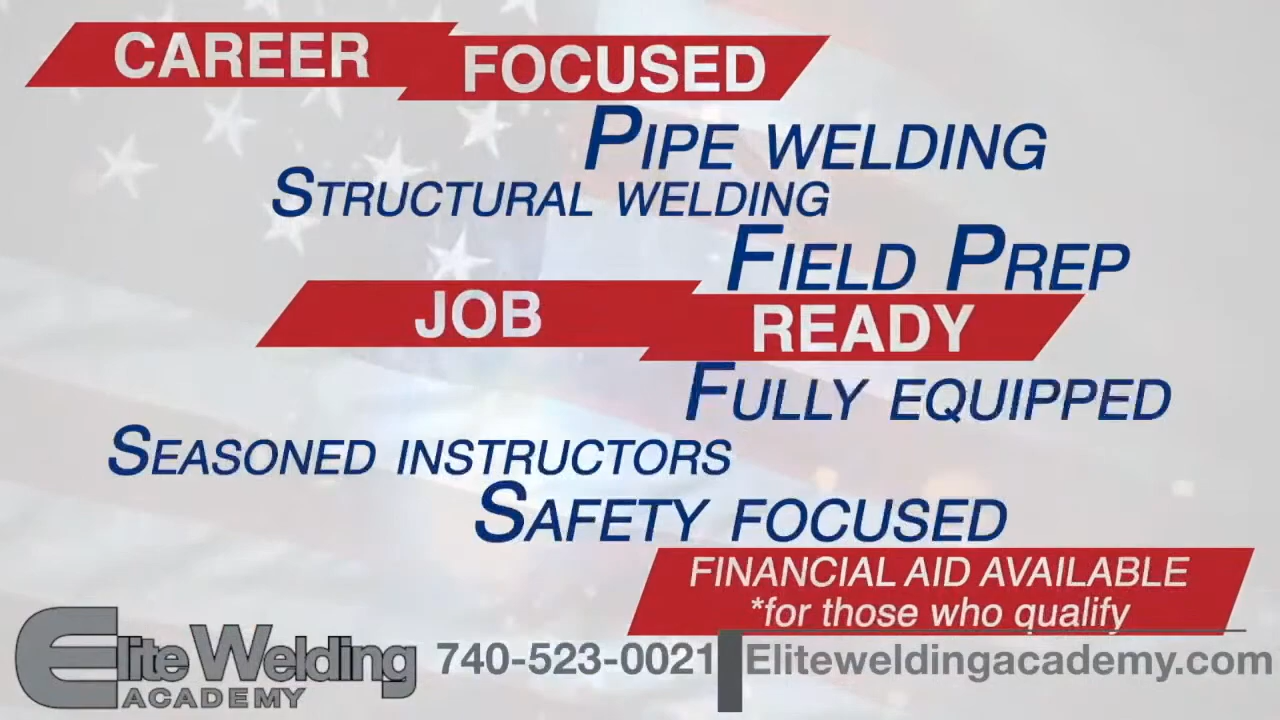 CAREER FOCUSED
PIPE WELDING
STRUCTURAL WELDING
FIELD PREP
JOB READY
FULLY EQUIPPED
SEASONED INSTRUCTORS
SAFETY FOCUSED
FINANCIAL AID AVAILABLE
*for those who qualify
Elite Welding
ACADEMY
740-523-0021
Eliteweldingacademy.com